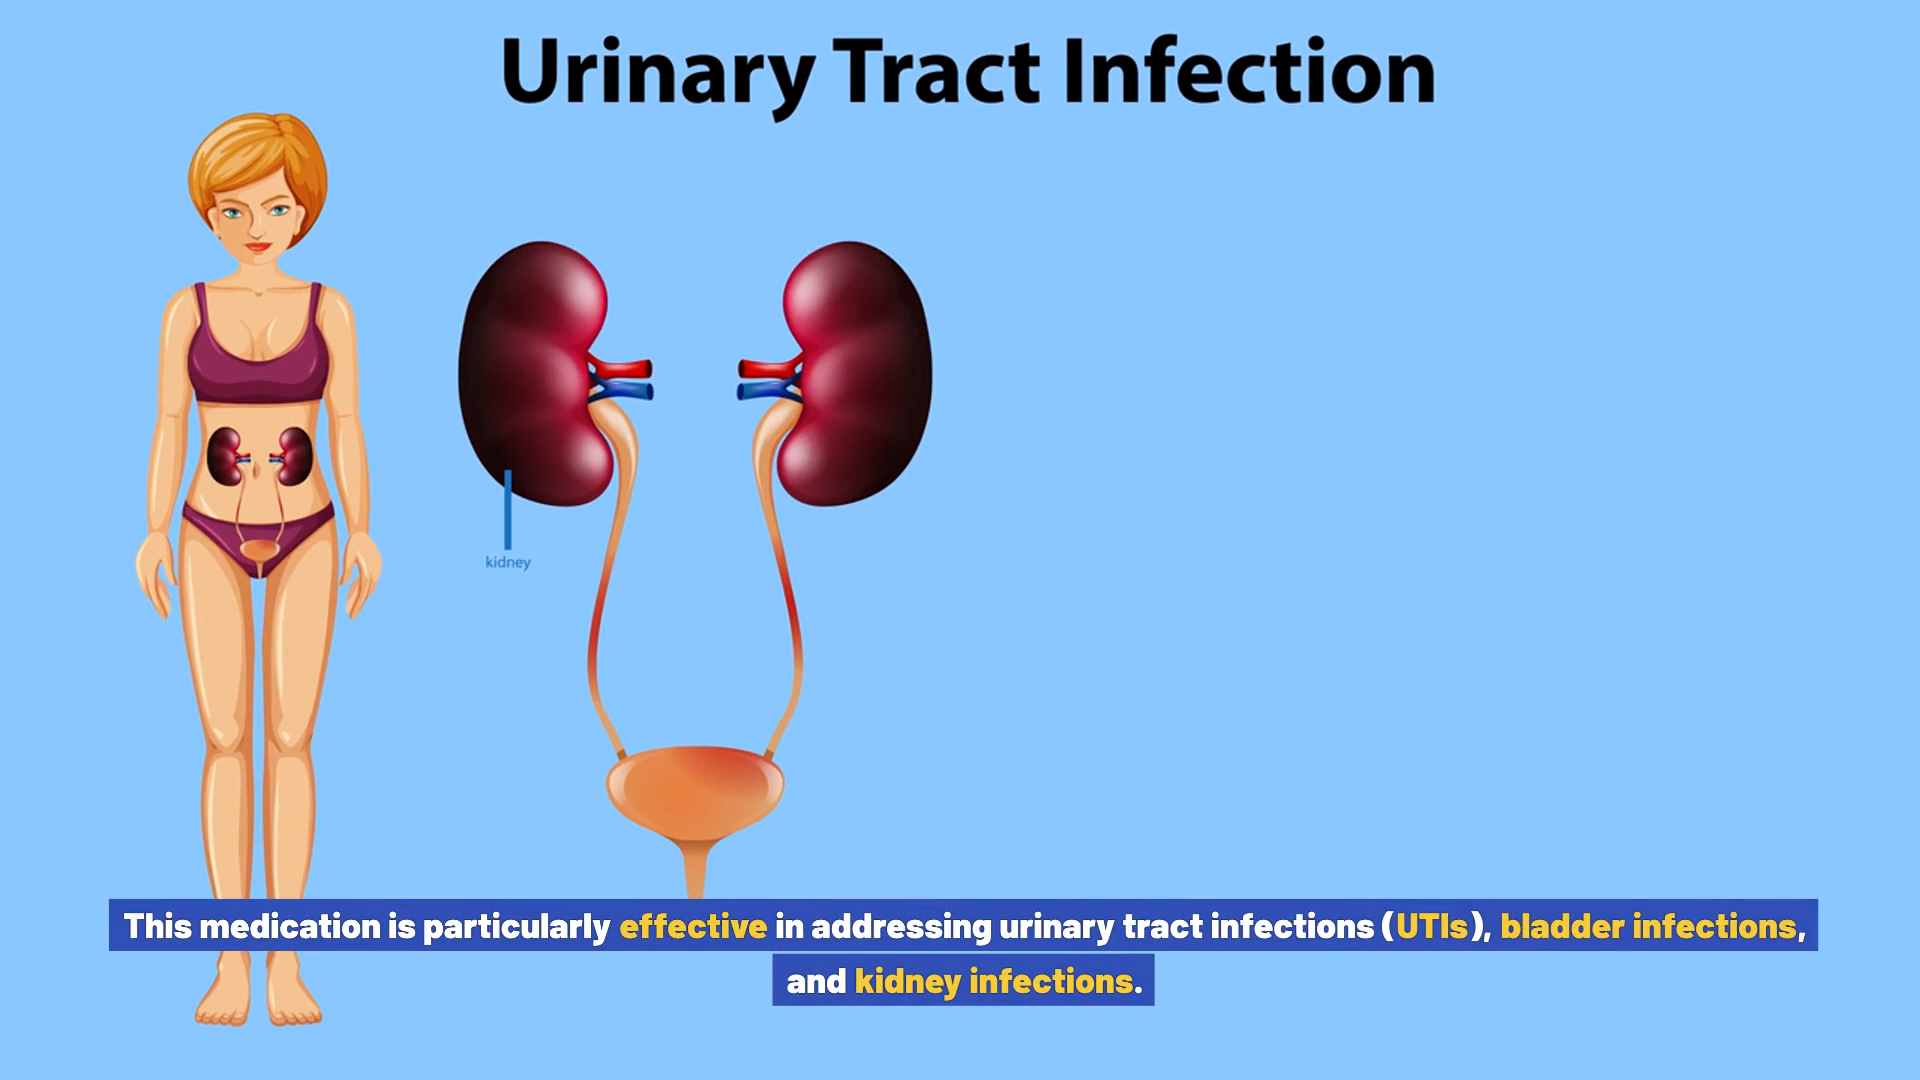 Urinary Tract Infection
kidney
This medication is particularly effective in addressing urinary tract infections (UTIs), bladder infections,
and kidney infections.